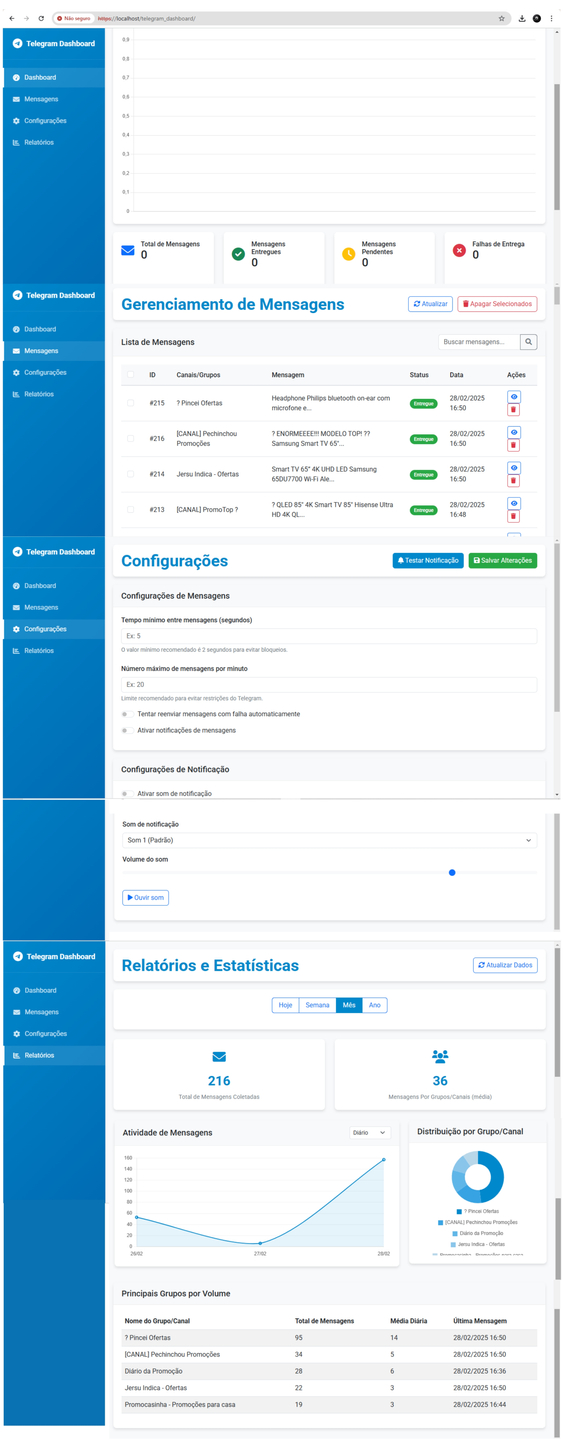 Não seguro https://localhost/telegram_dashboard/
Telegram Dashboard
Dashboard
Mensagens
Configurações
Relatórios
0,9
0,8
0,7
0,6
0,5
0,4
0,3
0,2
0,1
0
Total de Mensagens
0
Mensagens
Entregues
0
Mensagens
Pendentes
0
Falhas de Entrega
0
Telegram Dashboard
Dashboard
Mensagens
Configurações
Relatórios
Gerenciamento de Mensagens
Atualizar
Apagar Selecionados
Lista de Mensagens
Buscar mensagens...
ID Canais/Grupos Mensagem Status Data Ações
#215 ? Pincei Ofertas Headphone Philips bluetooth on-ear com Entregue 28/02/2025
microfone e... 16:50
#216 [CANAL] Pechinchou ? ENORMEEEE!!! MODELO TOP! ?? Entregue 28/02/2025
Promoções Samsung Smart TV 65"... 16:50
#214 Jersu Indica - Ofertas Smart TV 65" 4K UHD LED Samsung Entregue 28/02/2025
65DU7700 Wi-Fi Ale... 16:50
#213 [CANAL] PromoTop ? ? QLED 85" 4K Smart TV 85" Hisense Ultra Entregue 28/02/2025
HD 4K QL... 16:48
Telegram Dashboard
Dashboard
Mensagens
Configurações
Relatórios
Configurações
Testar Notificação
Salvar Alterações
Configurações de Mensagens
Tempo mínimo entre mensagens (segundos)
Ex: 5
O valor mínimo recomendado é 2 segundos para evitar bloqueios.
Número máximo de mensagens por minuto
Ex: 20
Limite recomendado para evitar restrições do Telegram.
Tentar reenviar mensagens com falha automaticamente
Ativar notificações de mensagens
Configurações de Notificação
Ativar som de notificação
Som de notificação
Som 1 (Padrão)
Volume do som
Ouvir som
Telegram Dashboard
Dashboard
Mensagens
Configurações
Relatórios
Relatórios e Estatísticas
Atualizar Dados
Hoje Semana Mês Ano
216
Total de Mensagens Coletadas
36
Mensagens Por Grupos/Canais (média)
Atividade de Mensagens
Diário
160
140
120
100
80
60
40
20
0
26/02 27/02 28/02
Distribuição por Grupo/Canal
? Pincei Ofertas
[CANAL] Pechinchou Promoções
Diário da Promoção
Jersu Indica - Ofertas
Promocasinha - Promoções para casa
Principais Grupos por Volume
Nome do Grupo/Canal Total de Mensagens Média Diária Última Mensagem
? Pincei Ofertas 95 14 28/02/2025 16:50
[CANAL] Pechinchou Promoções 34 5 28/02/2025 16:50
Diário da Promoção 28 6 28/02/2025 16:36
Jersu Indica - Ofertas 22 3 28/02/2025 16:50
Promocasinha - Promoções para casa 19 3 28/02/2025 16:44